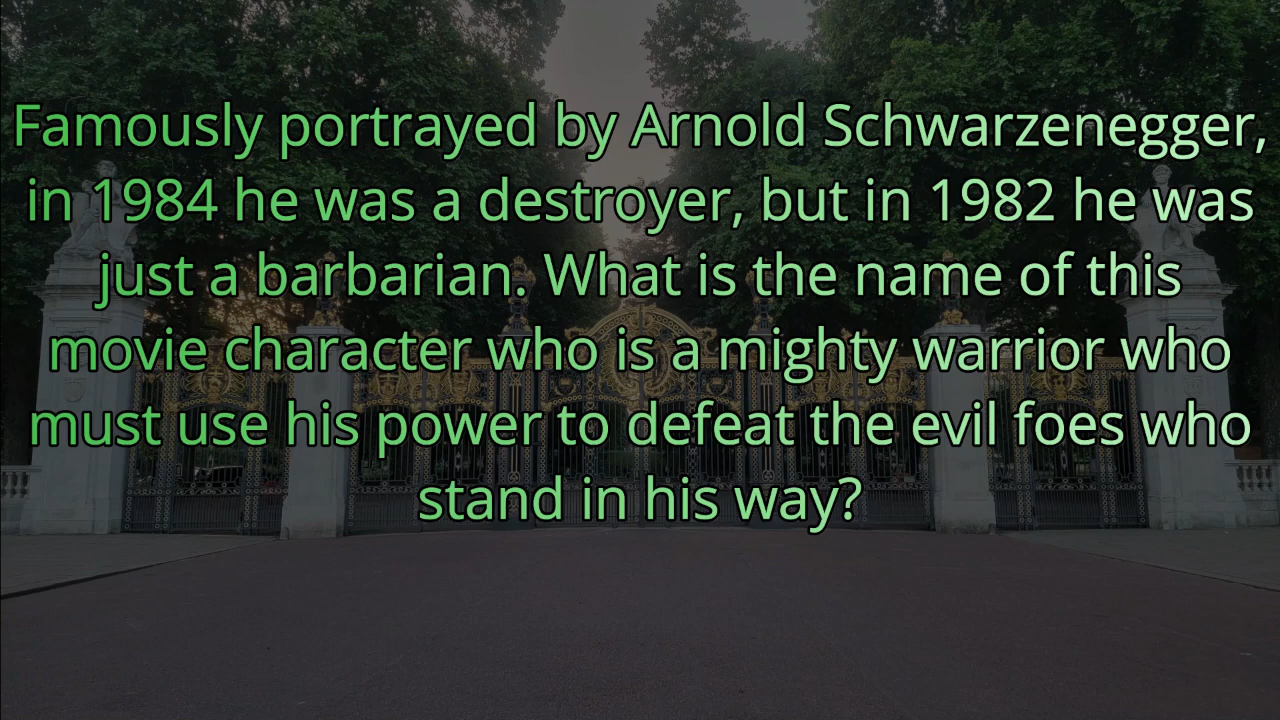 Famously portrayed by Arnold Schwarzenegger,
in 1984 he was a destroyer, but in 1982 he was
just a barbarian. What is the name of this
movie character who is a mighty warrior who
must use his power to defeat the evil foes who
stand in his way?